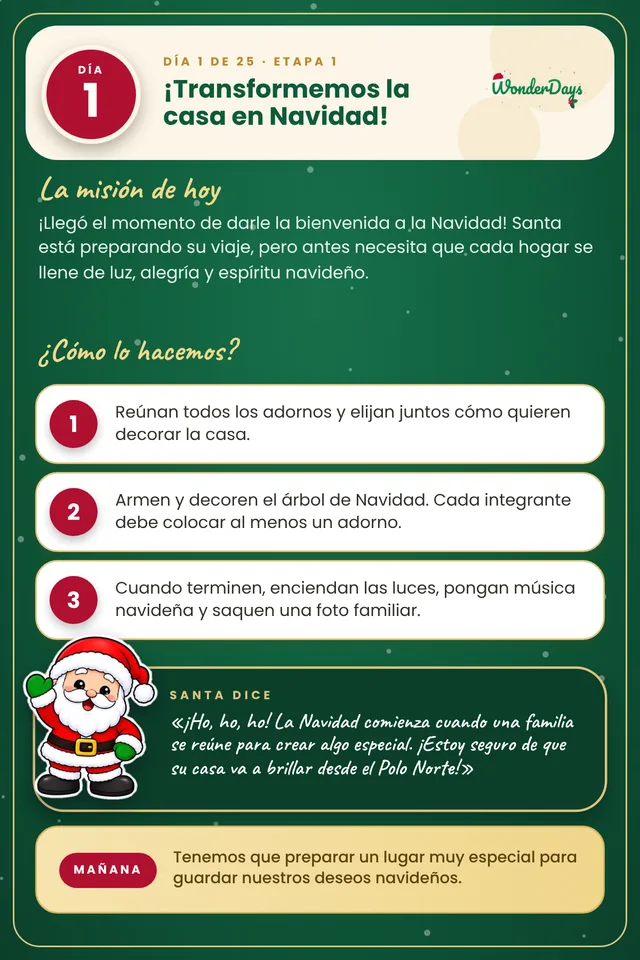 DÍA
1
DÍA 1 DE 25 · ETAPA 1
¡Transformemos la
casa en Navidad!
WonderDays
La misión de hoy
¡Llegó el momento de darle la bienvenida a la Navidad! Santa
está preparando su viaje, pero antes necesita que cada hogar se
llene de luz, alegría y espíritu navideño.
¿Cómo lo hacemos?
1
Reúnan todos los adornos y elijan juntos cómo quieren
decorar la casa.
2
Armen y decoren el árbol de Navidad. Cada integrante
debe colocar al menos un adorno.
3
Cuando terminen, enciendan las luces, pongan música
navideña y saquen una foto familiar.
SANTA DICE
«¡Ho, ho, ho! La Navidad comienza cuando una familia
se reúne para crear algo especial. ¡Estoy seguro de que
su casa va a brillar desde el Polo Norte!»
MAÑANA
Tenemos que preparar un lugar muy especial para
guardar nuestros deseos navideños.